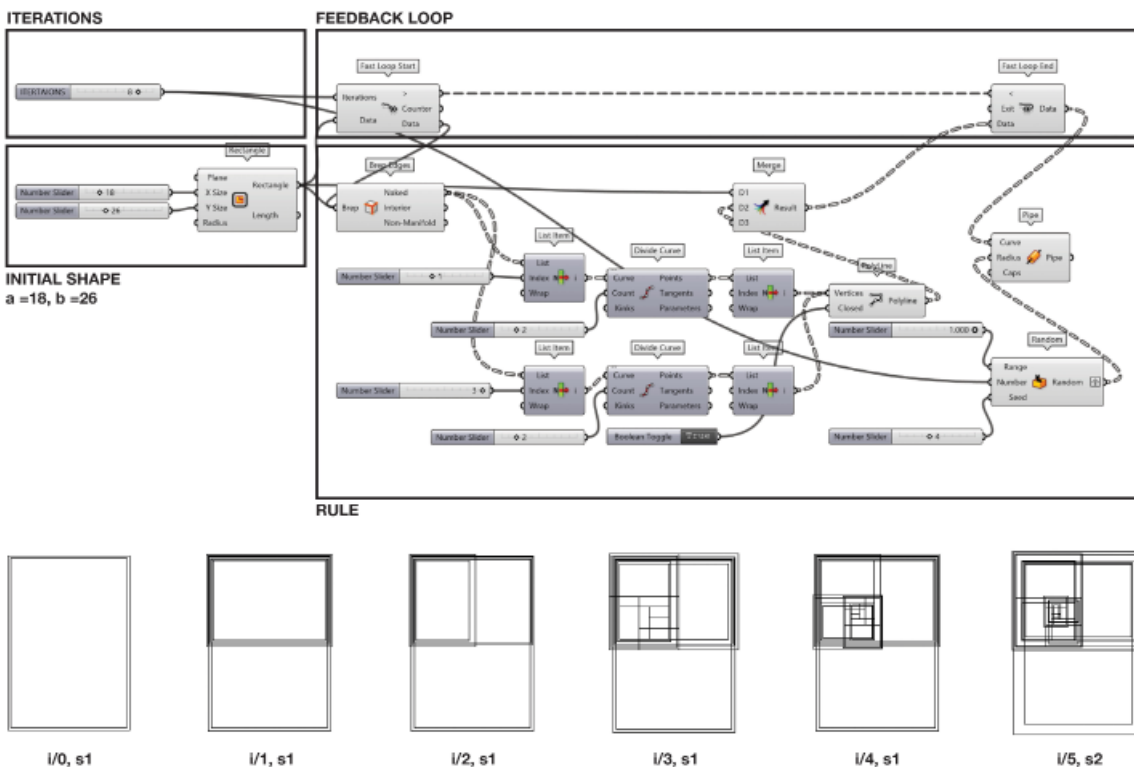 ITERATIONS
FEEDBACK LOOP
Fast Loop Start
Fast Loop End
ITERTAIONS 8
Iterations
>
Counter
Data
Data
<
Exit
Data
Data
Rectangle
Number Slider 18
Number Slider 26
Plane
X Size
Y Size
Radius
Rectangle
Length
Brep Edges
Brep
Naked
Interior
Non-Manifold
Merge
D1
D2
D3
Result
Pipe
Curve
Radius
Caps
Pipe
INITIAL SHAPE
a =18, b =26
Number Slider 1
List Item
List
Index
Wrap
i
Divide Curve
Curve
Count
Kinks
Points
Tangents
Parameters
List Item
List
Index
Wrap
i
PolyLine
Vertices
Closed
Polyline
Number Slider 2
Number Slider 1.000
Number Slider 3
List Item
List
Index
Wrap
i
Divide Curve
Curve
Count
Kinks
Points
Tangents
Parameters
List Item
List
Index
Wrap
i
Random
Range
Number
Seed
Random
Number Slider 2
Boolean Toggle True
Number Slider 4
RULE
i/0, s1
i/1, s1
i/2, s1
i/3, s1
i/4, s1
i/5, s2